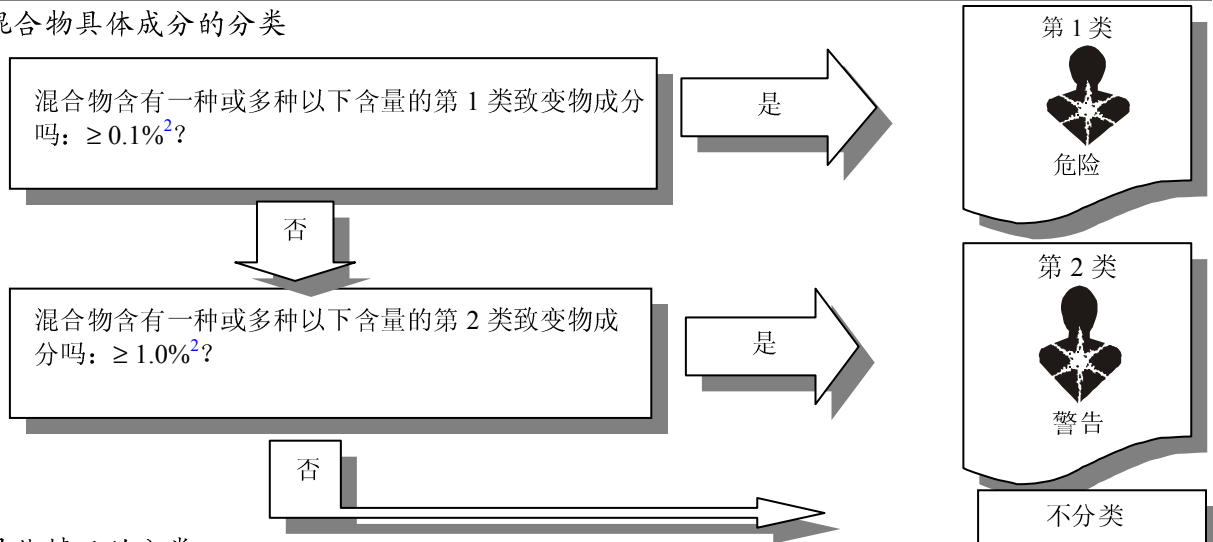 混合物具体成分的分类
混合物含有一种或多种以下含量的第 1 类致变物成分
吗：≥ 0.1%²？
是
第 1 类
危险
否
混合物含有一种或多种以下含量的第 2 类致变物成
分吗：≥ 1.0%²？
是
第 2 类
警告
否
不分类